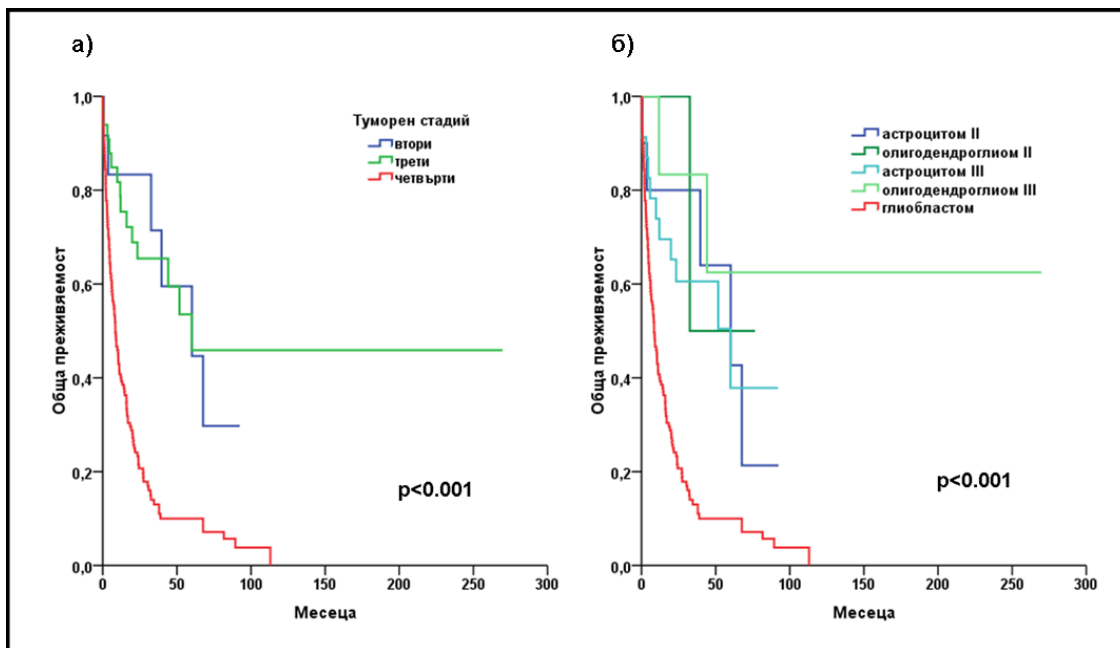 а)
Туморен стадий
втори
трети
четвърти
Обща преживяемост
1,0
0,8
0,6
0,4
0,2
0,0
p<0.001
0
50
100
150
200
250
300
Месеца
б)
астроцитом II
олигодендроглиом II
астроцитом III
олигодендроглиом III
глиобластом
Обща преживяемост
1,0
0,8
0,6
0,4
0,2
0,0
p<0.001
0
50
100
150
200
250
300
Месеца